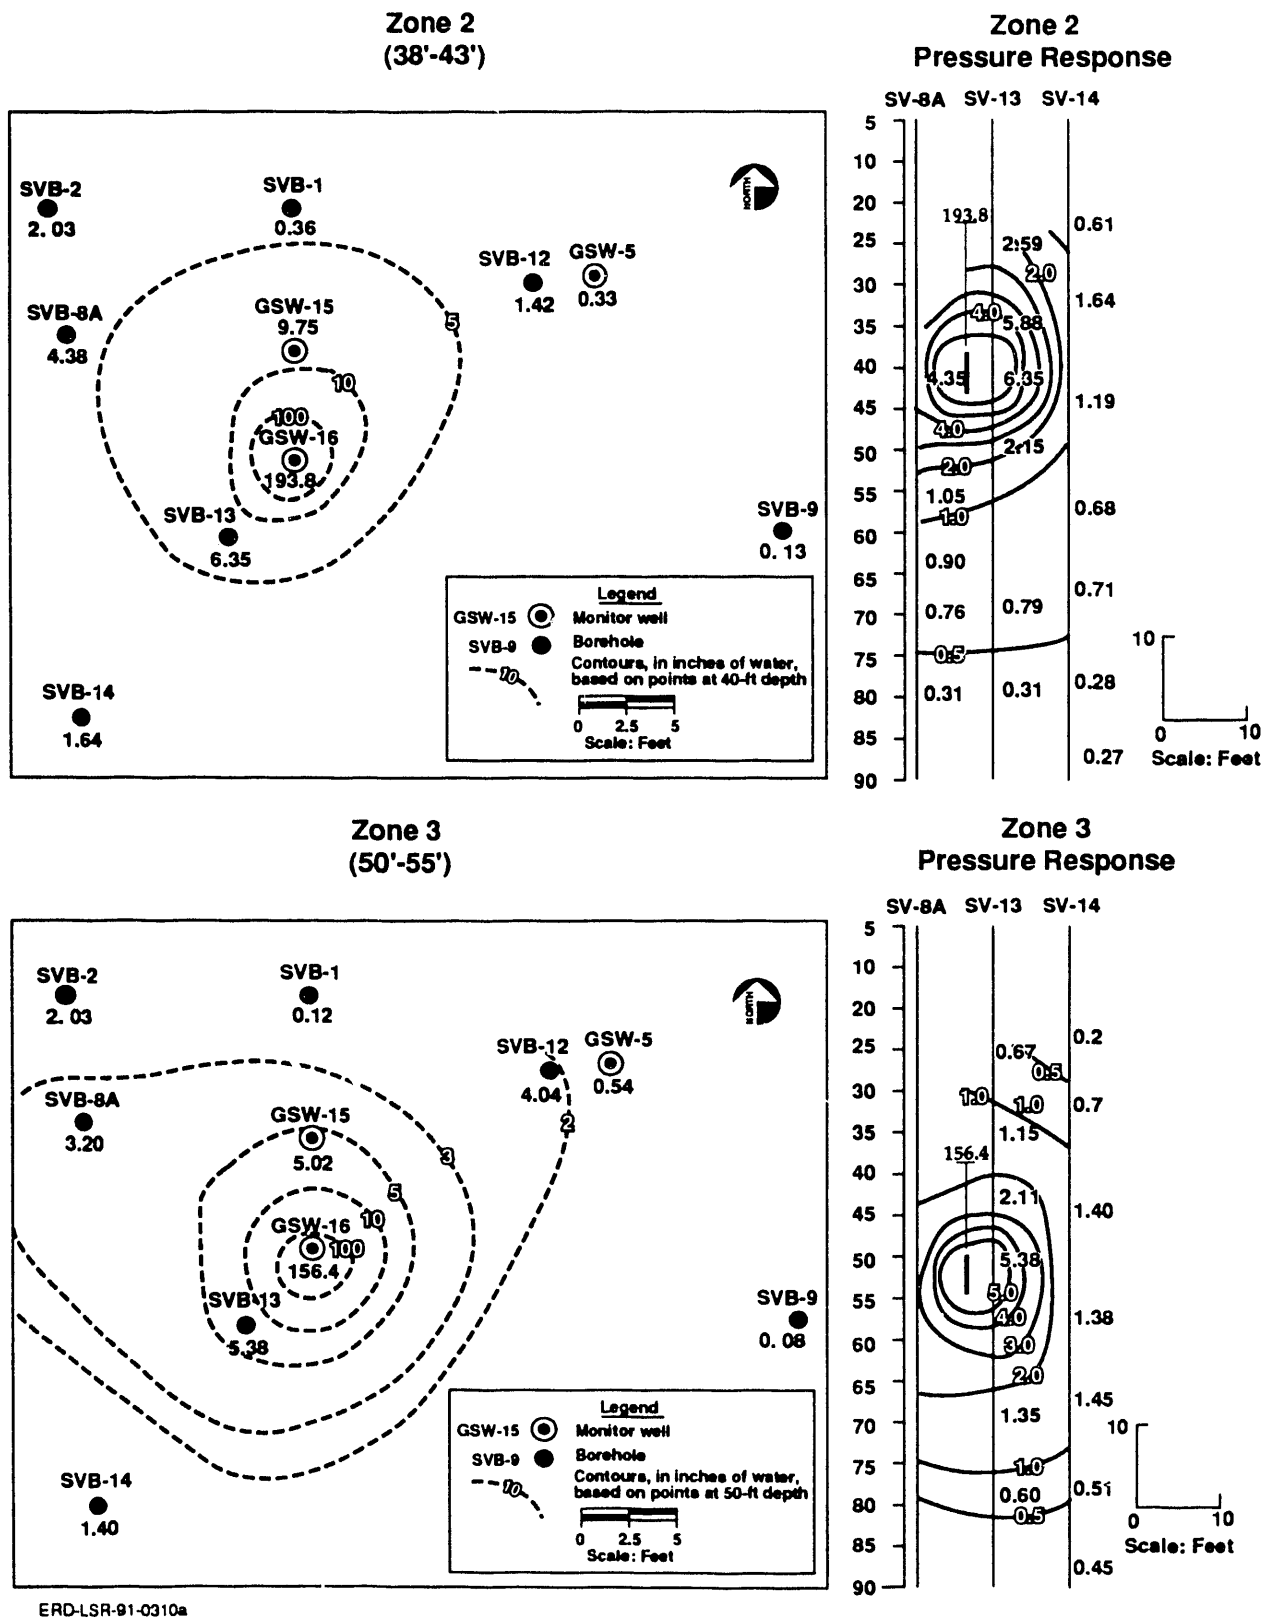 Zone 2
(38'-43')
SVB-2
2. 03
SVB-1
0.36
NORTH
SVB-12
1.42
GSW-5
0.33
SVB-8A
4.38
GSW-15
9.75
5
10
100
GSW-16
193.8
SVB-13
6.35
SVB-9
0. 13
SVB-14
1.64
Legend
GSW-15 Monitor well
SVB-9 Borehole
10
Contours, in inches of water,
based on points at 40-ft depth
0 2.5 5
Scale: Feet
Zone 2
Pressure Response
SV-8A SV-13 SV-14
5
10
15
20
25
30
35
40
45
50
55
60
65
70
75
80
85
90
193.8
0.61
2.59
2.0
1.64
4.0
5.88
4.35
6.35
1.19
4.0
2.15
2.0
1.05
1.0
0.68
0.90
0.71
0.76
0.79
0.5
0.31
0.31
0.28
0.27
10
0 10
Scale: Feet
Zone 3
(50'-55')
SVB-2
2. 03
SVB-1
0.12
NORTH
SVB-12
4.04
GSW-5
0.54
SVB-8A
3.20
GSW-15
5.02
2
3
5
10
GSW-16
100
156.4
SVB-13
5.38
SVB-9
0. 08
SVB-14
1.40
Legend
GSW-15 Monitor well
SVB-9 Borehole
10
Contours, in inches of water,
based on points at 50-ft depth
0 2.5 5
Scale: Feet
Zone 3
Pressure Response
SV-8A SV-13 SV-14
5
10
20
25
30
35
40
45
50
55
60
65
70
75
80
85
90
0.2
0.67
0.5
1.0
1.0
0.7
1.15
156.4
2.11
1.40
5.38
5.0
4.0
1.38
3.0
2.0
1.45
1.35
1.0
0.60
0.51
0.5
0.45
10
0 10
Scale: Feet
ERD-LSR-91-0310a